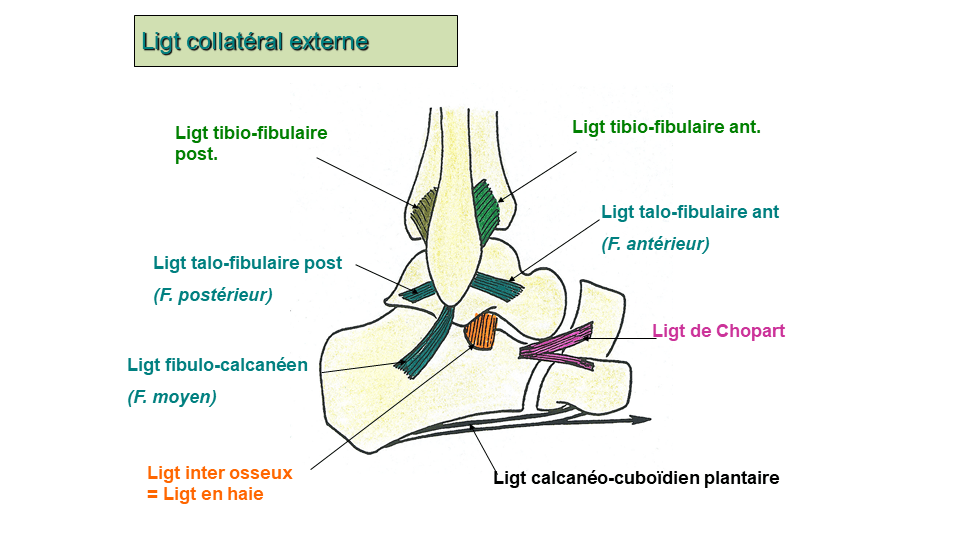 Ligt collatéral externe
Ligt tibio-fibulaire
post.
Ligt tibio-fibulaire ant.
Ligt talo-fibulaire ant
(F. antérieur)
Ligt talo-fibulaire post
(F. postérieur)
Ligt de Chopart
Ligt fibulo-calcanéen
(F. moyen)
Ligt inter osseux
= Ligt en haie
Ligt calcanéo-cuboïdien plantaire